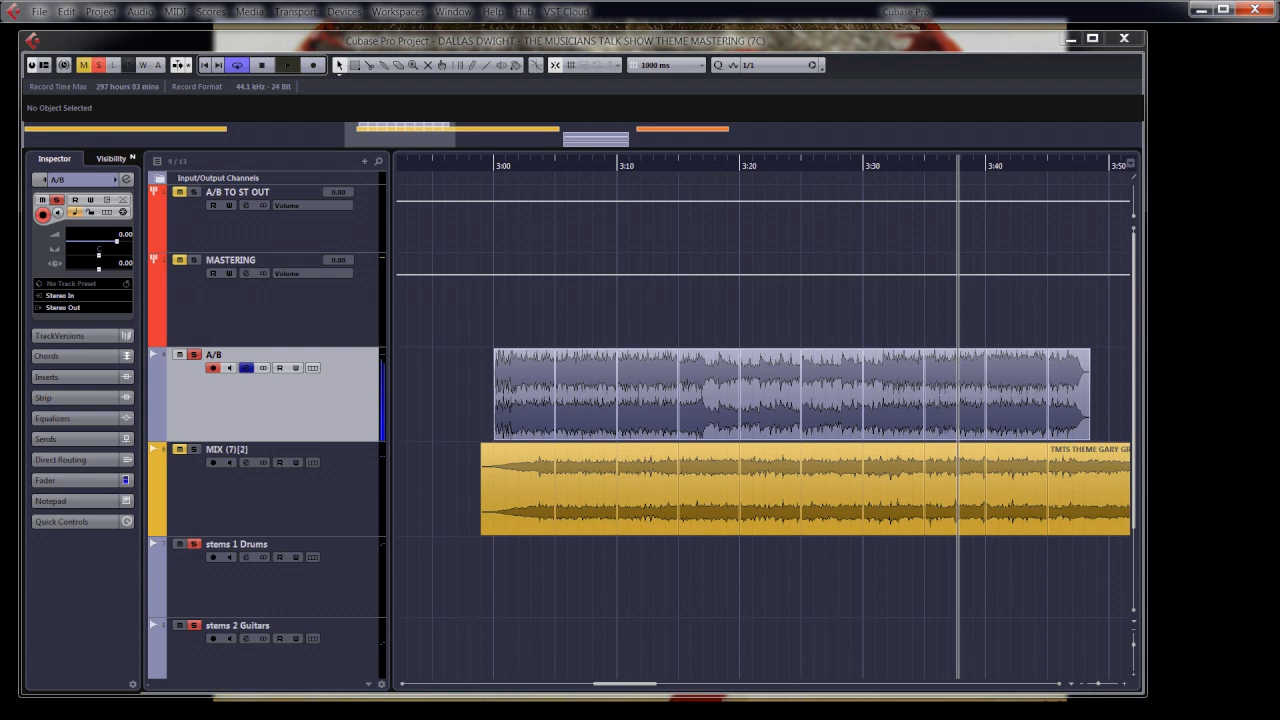 File Edit Project Audio MIDI Scores Media Transport Devices Workspaces Window Help Hub VST Cloud Cubase Pro
Cubase Pro Project - DALLAS DWIGHT - THE MUSICIANS TALK SHOW THEME MASTERING (7C)
M S L T R W A 1000 ms Q 1/1
Record Time Max 297 hours 03 mins Record Format 44.1 kHz - 24 Bit
No Object Selected
Inspector Visibility N 9 / 13
3:00 3:10 3:20 3:30 3:40 3:50
Input/Output Channels
4 A/B
M S A/B TO ST OUT 0.00
R W Volume
M S R W
0.00
C
0.00
M S MASTERING 0.00
R W Volume
No Track Preset
Stereo In
Stereo Out
TrackVersions
Chords
Inserts
Strip
Equalizers
Sends
Direct Routing
Fader
Notepad
Quick Controls
4 M S A/B
R W
M S MIX (7)[2]
R W
TMTS THEME GARY GR
7 M S stems 1 Drums
R W
8 M S stems 2 Guitars
R W